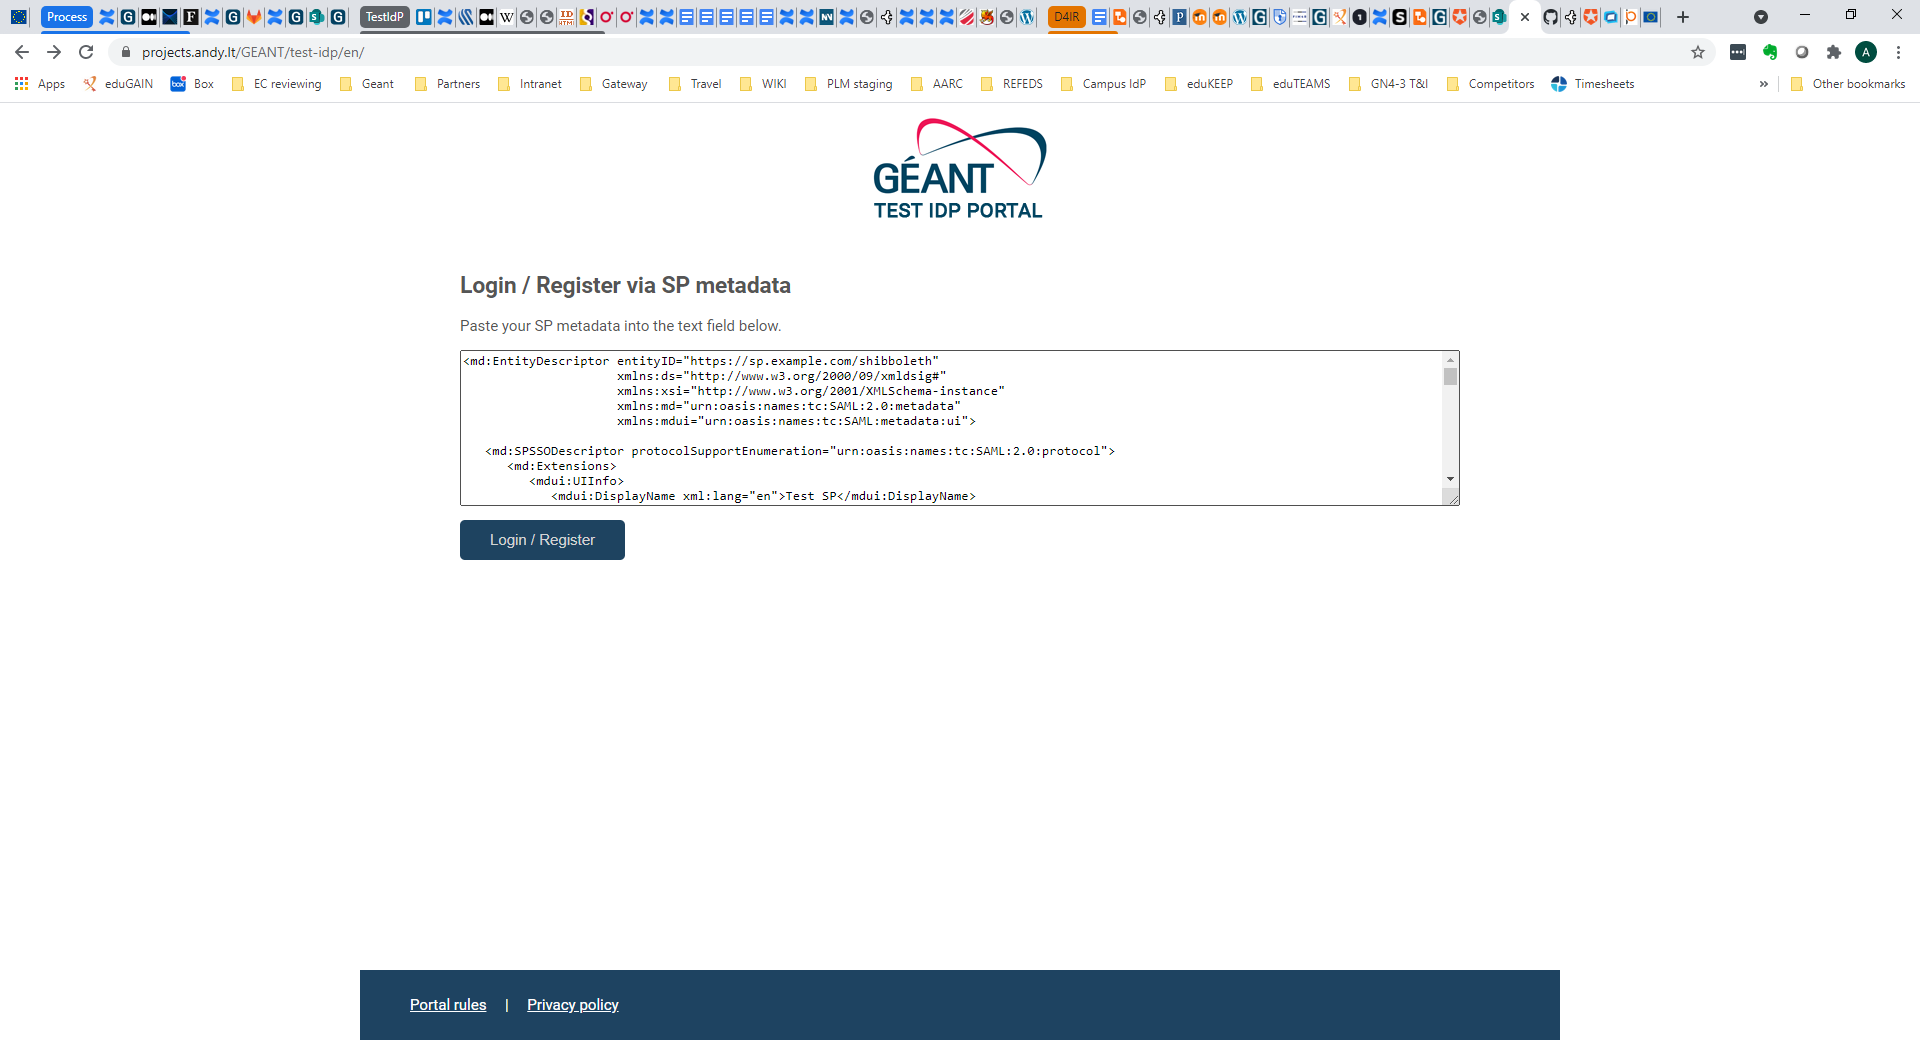 Process
TestIdP
D4IR
projects.andy.lt/GEANT/test-idp/en/
A
Apps
eduGAIN
Box
EC reviewing
Geant
Partners
Intranet
Gateway
Travel
WIKI
PLM staging
AARC
REFEDS
Campus IdP
eduKEEP
eduTEAMS
GN4-3 T&I
Competitors
Timesheets
»
Other bookmarks
GÉANT
TEST IDP PORTAL
Login / Register via SP metadata
Paste your SP metadata into the text field below.
<md:EntityDescriptor entityID="https://sp.example.com/shibboleth"
xmlns:ds="http://www.w3.org/2000/09/xmldsig#"
xmlns:xsi="http://www.w3.org/2001/XMLSchema-instance"
xmlns:md="urn:oasis:names:tc:SAML:2.0:metadata"
xmlns:mdui="urn:oasis:names:tc:SAML:metadata:ui">
<md:SPSSODescriptor protocolSupportEnumeration="urn:oasis:names:tc:SAML:2.0:protocol">
<md:Extensions>
<mdui:UIInfo>
<mdui:DisplayName xml:lang="en">Test SP</mdui:DisplayName>
Login / Register
Portal rules | Privacy policy